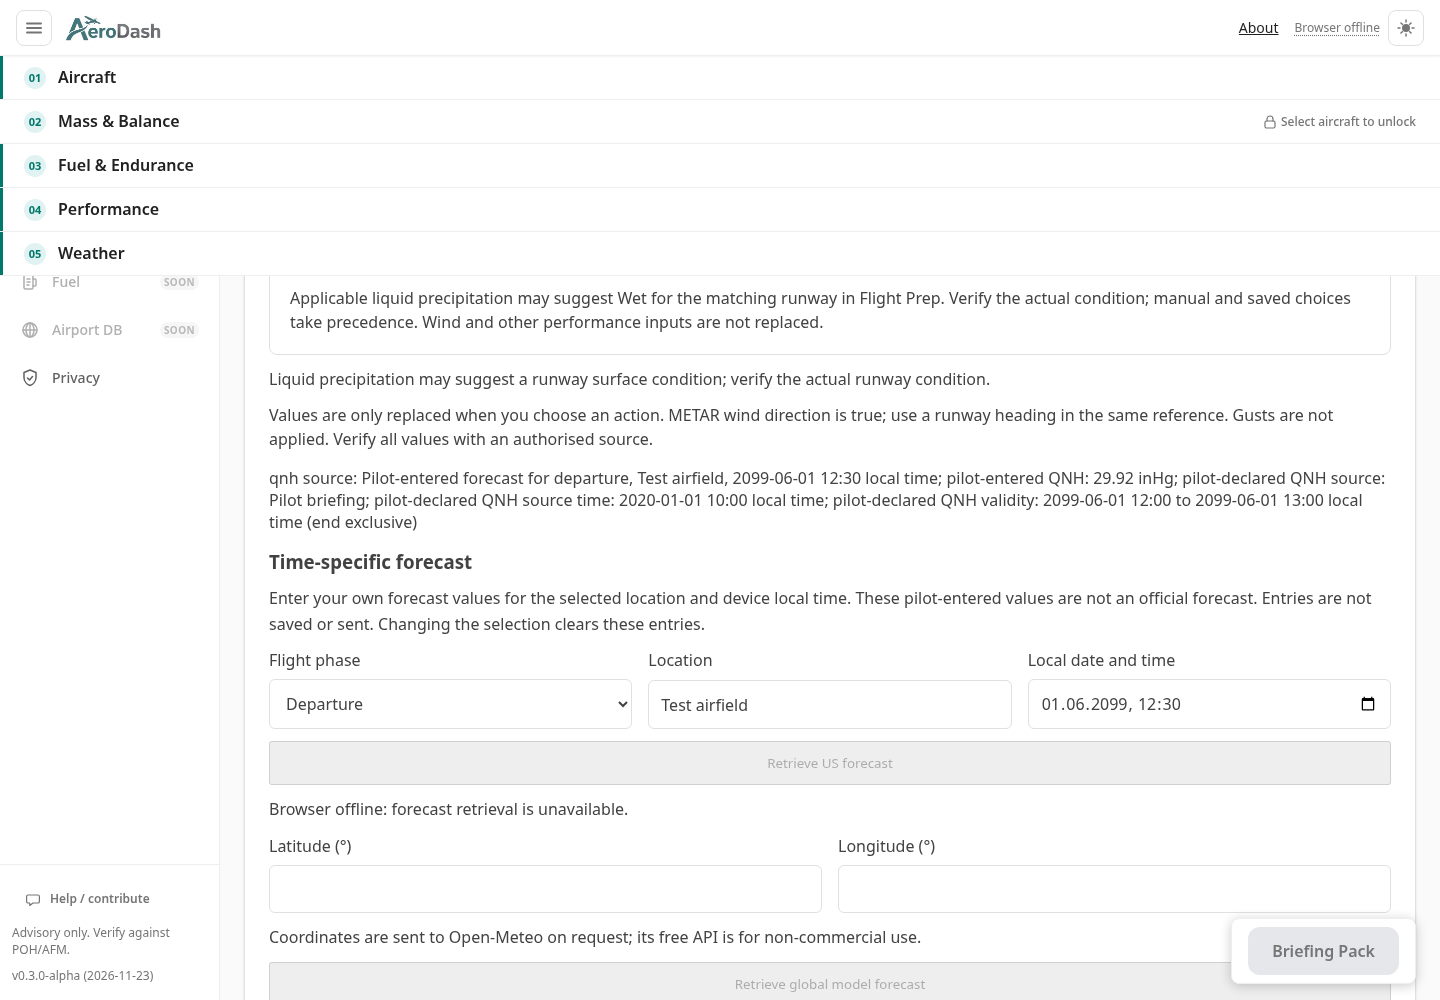 AeroDash
About
Browser offline
01 Aircraft
02 Mass & Balance
Select aircraft to unlock
03 Fuel & Endurance
04 Performance
05 Weather
Fuel SOON
Airport DB SOON
Privacy
Applicable liquid precipitation may suggest Wet for the matching runway in Flight Prep. Verify the actual condition; manual and saved choices
take precedence. Wind and other performance inputs are not replaced.
Liquid precipitation may suggest a runway surface condition; verify the actual runway condition.
Values are only replaced when you choose an action. METAR wind direction is true; use a runway heading in the same reference. Gusts are not
applied. Verify all values with an authorised source.
qnh source: Pilot-entered forecast for departure, Test airfield, 2099-06-01 12:30 local time; pilot-entered QNH: 29.92 inHg; pilot-declared QNH source:
Pilot briefing; pilot-declared QNH source time: 2020-01-01 10:00 local time; pilot-declared QNH validity: 2099-06-01 12:00 to 2099-06-01 13:00 local
time (end exclusive)
Time-specific forecast
Enter your own forecast values for the selected location and device local time. These pilot-entered values are not an official forecast. Entries are not
saved or sent. Changing the selection clears these entries.
Flight phase
Location
Local date and time
Departure
Test airfield
01.06.2099, 12:30
Retrieve US forecast
Browser offline: forecast retrieval is unavailable.
Latitude (°)
Longitude (°)
Coordinates are sent to Open-Meteo on request; its free API is for non-commercial use.
Retrieve global model forecast
Briefing Pack
Help / contribute
Advisory only. Verify against
POH/AFM.
v0.3.0-alpha (2026-11-23)